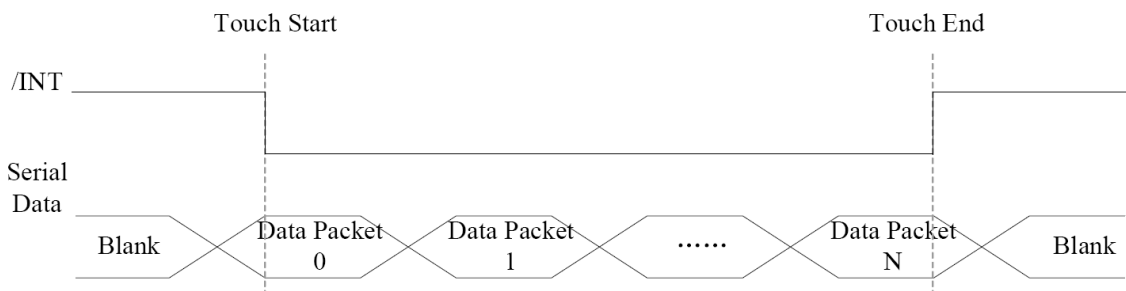 Touch Start
Touch End
/INT
Serial
Data
Blank
Data Packet
0
Data Packet
1
......
Data Packet
N
Blank